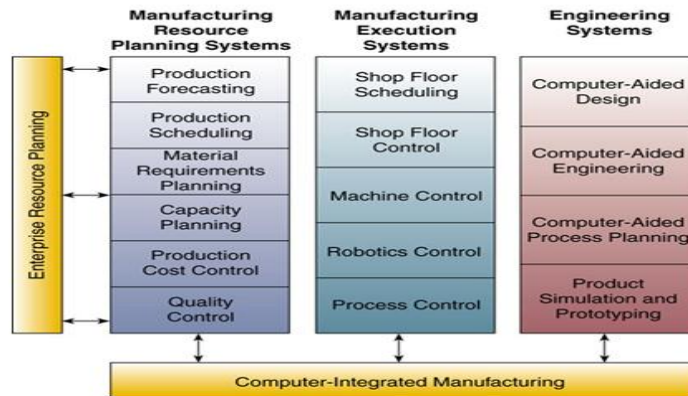 Manufacturing
Resource
Planning Systems
Manufacturing
Execution
Systems
Engineering
Systems
Enterprise Resource Planning
Production
Forecasting
Production
Scheduling
Material
Requirements
Planning
Capacity
Planning
Production
Cost Control
Quality
Control
Shop Floor
Scheduling
Shop Floor
Control
Machine Control
Robotics Control
Process Control
Computer-Aided
Design
Computer-Aided
Engineering
Computer-Aided
Process Planning
Product
Simulation and
Prototyping
Computer-Integrated Manufacturing